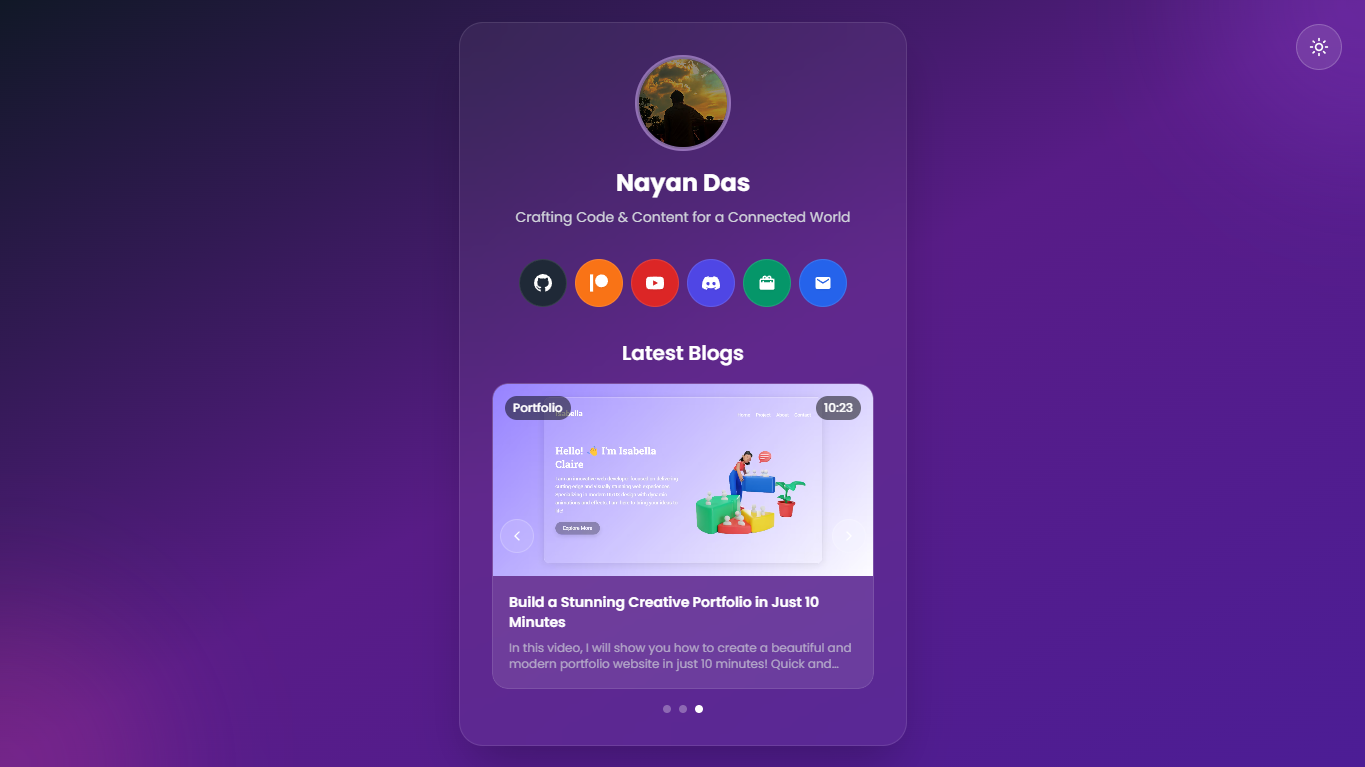 Nayan Das
Crafting Code & Content for a Connected World
Latest Blogs
Portfolio
10:23
Home Project About Contact
Hello! 👋 I'm Isabella
Claire
Explore More
Build a Stunning Creative Portfolio in Just 10
Minutes
In this video, I will show you how to create a beautiful and
modern portfolio website in just 10 minutes! Quick and...